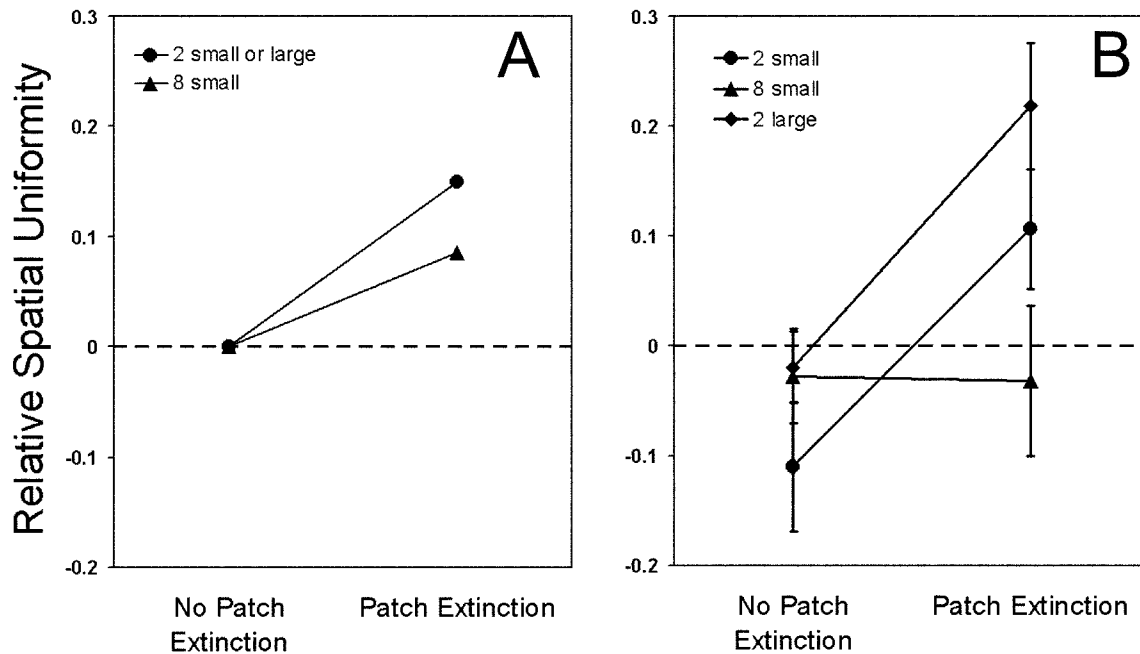 Relative Spatial Uniformity
A
2 small or large
8 small
0.3
0.2
0.1
0
-0.1
-0.2
No Patch
Extinction
Patch Extinction
B
2 small
8 small
2 large
0.3
0.2
0.1
0
-0.1
-0.2
No Patch
Extinction
Patch Extinction